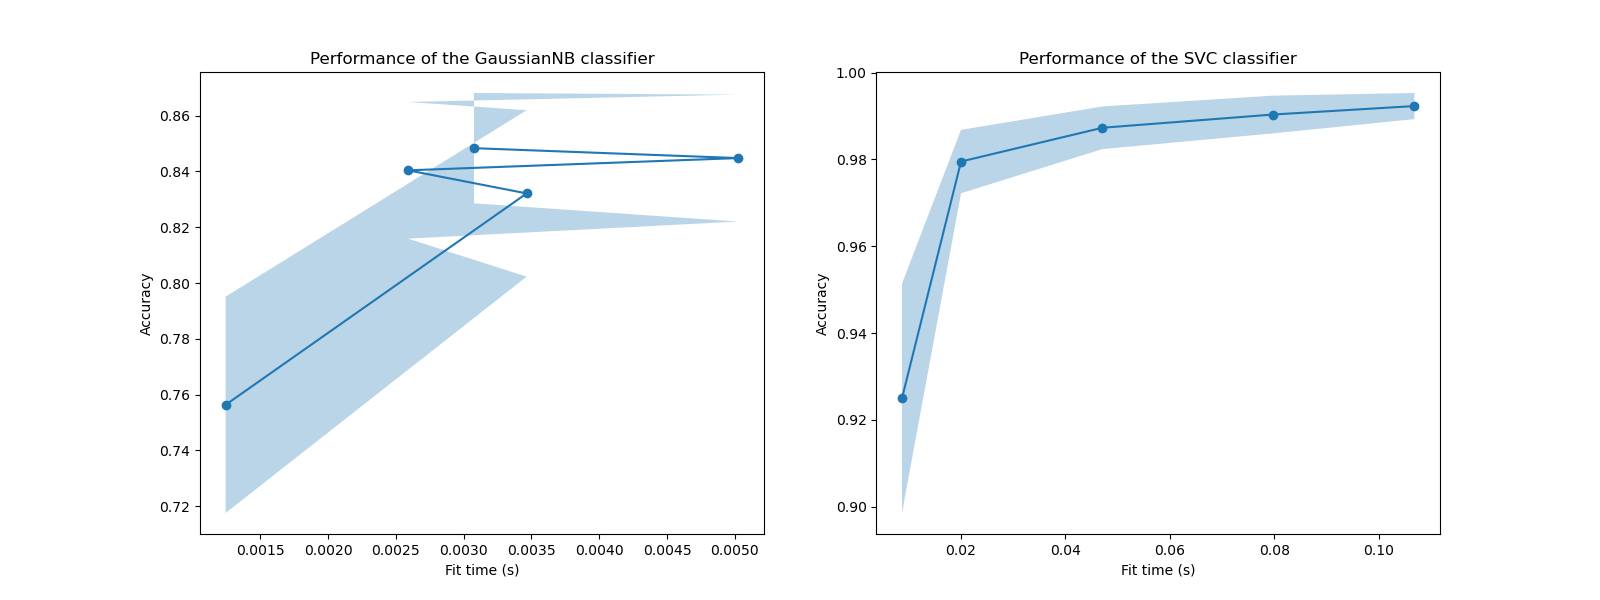 Performance of the GaussianNB classifier
0.86
0.84
0.82
0.80
0.78
0.76
0.74
0.72
Accuracy
0.0015 0.0020 0.0025 0.0030 0.0035 0.0040 0.0045 0.0050
Fit time (s)
Performance of the SVC classifier
1.00
0.98
0.96
0.94
0.92
0.90
Accuracy
0.02 0.04 0.06 0.08 0.10
Fit time (s)